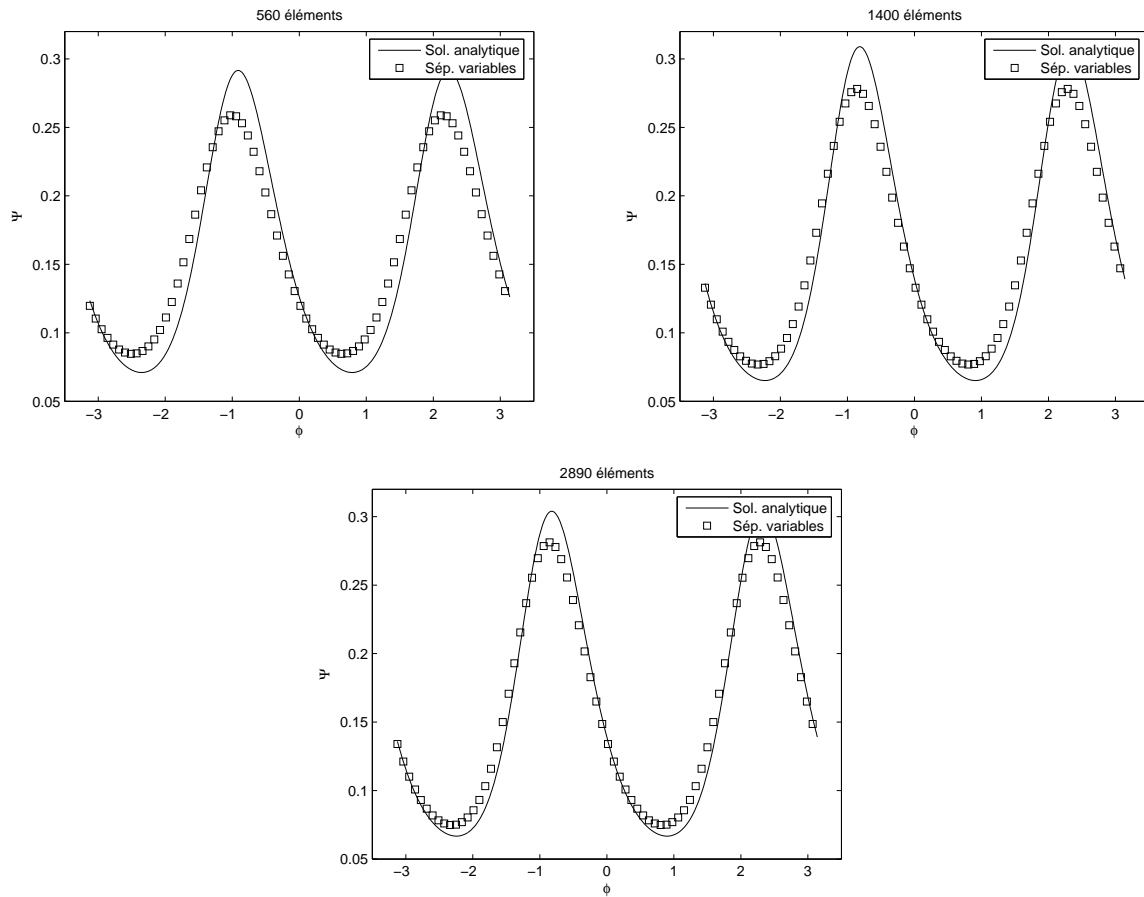 560 éléments
Sol. analytique
Sép. variables
0.3
0.25
0.2
0.15
0.1
0.05
Ψ
−3 −2 −1 0 1 2 3
ϕ
1400 éléments
Sol. analytique
Sép. variables
0.3
0.25
0.2
0.15
0.1
0.05
Ψ
−3 −2 −1 0 1 2 3
ϕ
2890 éléments
Sol. analytique
Sép. variables
0.3
0.25
0.2
0.15
0.1
0.05
Ψ
−3 −2 −1 0 1 2 3
ϕ